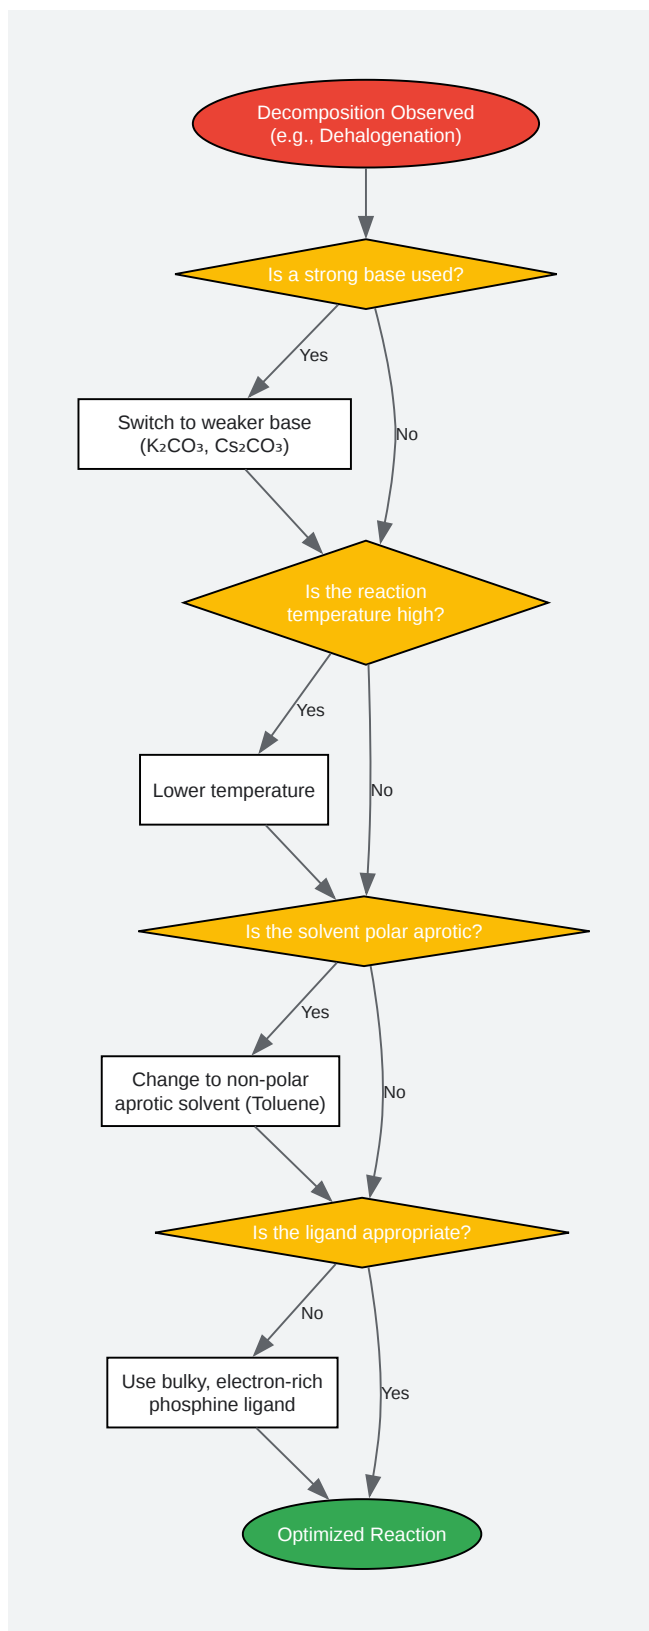 Decomposition Observed
(e.g., Dehalogenation)
Is a strong base used?
Yes
Switch to weaker base
(K₂CO₃, Cs₂CO₃)
No
Is the reaction
temperature high?
Yes
Lower temperature
No
Is the solvent polar aprotic?
Yes
Change to non-polar
aprotic solvent (Toluene)
No
Is the ligand appropriate?
No
Use bulky, electron-rich
phosphine ligand
Yes
Optimized Reaction